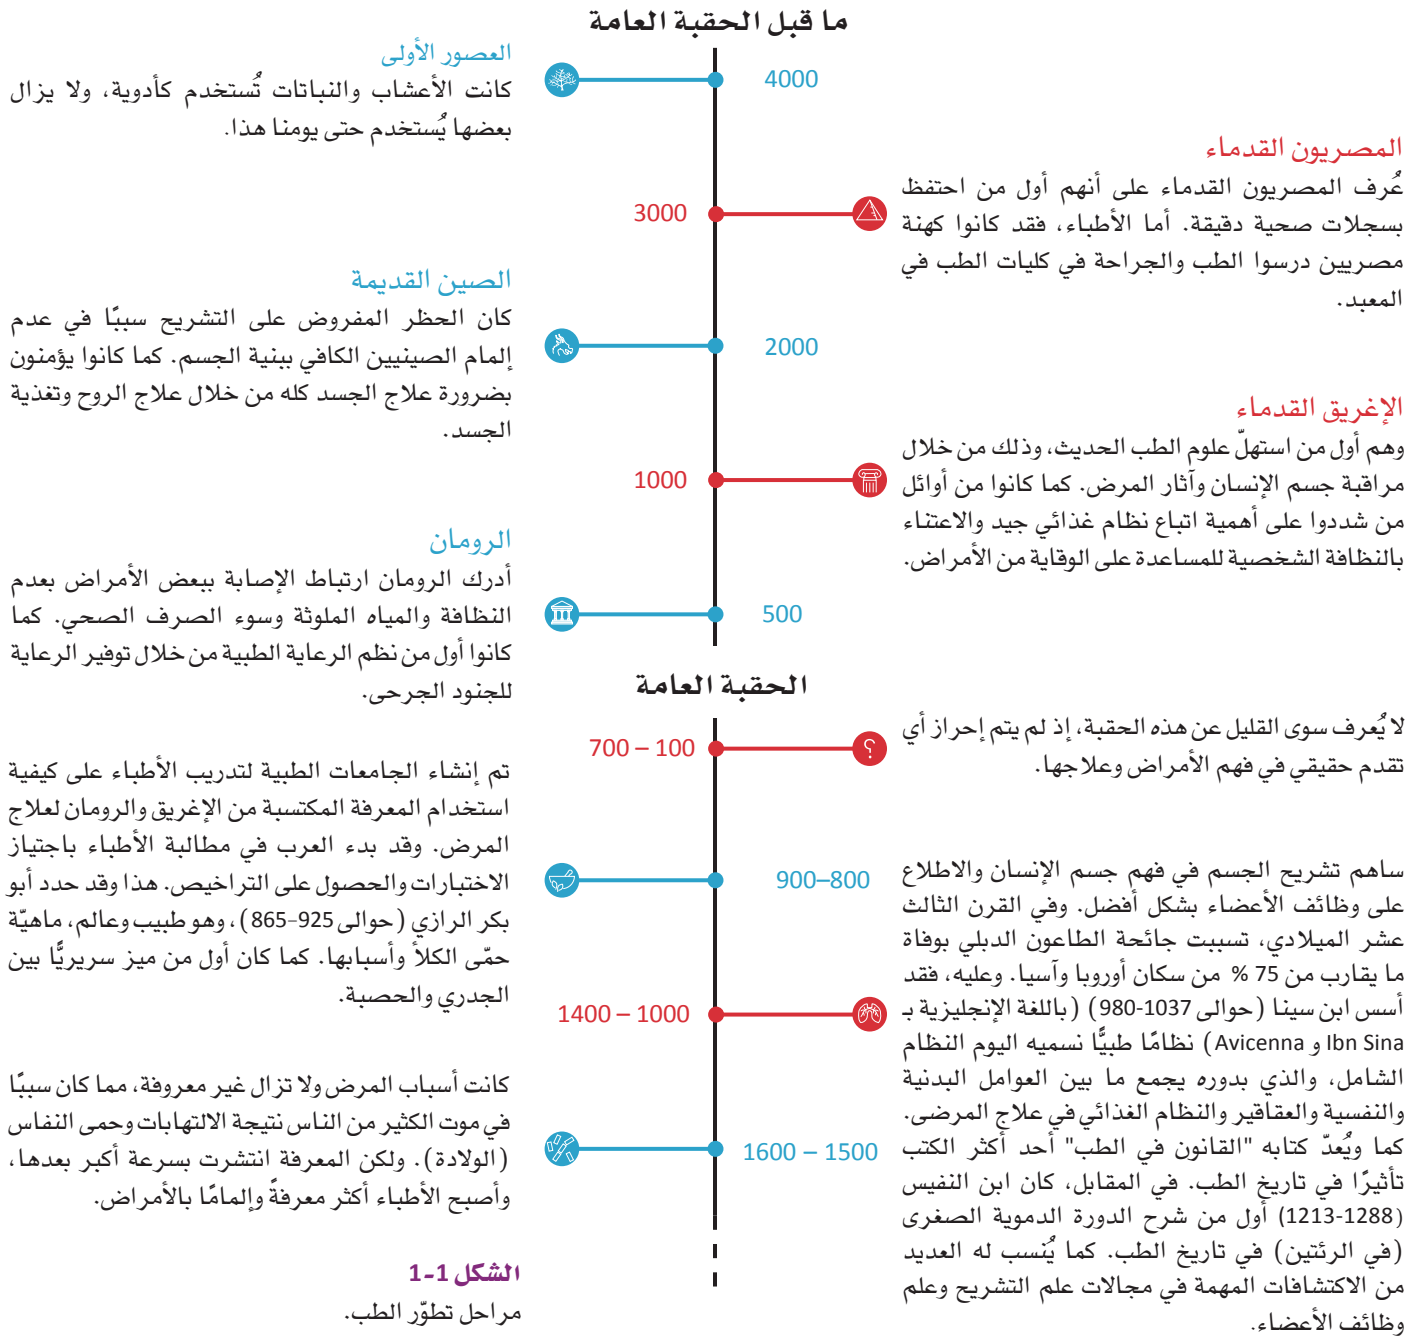 ما قبل الحقبة العامة
العصور الأولى
كانت الأعشاب والنباتات تُستخدم كأدوية، ولا يزال
بعضها يُستخدم حتى يومنا هذا.
4000
المصريون القدماء
عُرف المصريون القدماء على أنهم أول من احتفظ
بسجلات صحية دقيقة. أما الأطباء، فقد كانوا كهنة
مصريين درسوا الطب والجراحة في كليات الطب في
المعبد.
3000
الصين القديمة
كان الحظر المفروض على التشريح سببًا في عدم
إلمام الصينيين الكافي ببنية الجسم. كما كانوا يؤمنون
بضرورة علاج الجسد كله من خلال علاج الروح وتغذية
الجسد.
2000
الإغريق القدماء
وهم أول من استهلّ علوم الطب الحديث، وذلك من خلال
مراقبة جسم الإنسان وآثار المرض. كما كانوا من أوائل
من شددوا على أهمية اتباع نظام غذائي جيد والاعتناء
بالنظافة الشخصية للمساعدة على الوقاية من الأمراض.
1000
الرومان
أدرك الرومان ارتباط الإصابة ببعض الأمراض بعدم
النظافة والمياه الملوثة وسوء الصرف الصحي. كما
كانوا أول من نظم الرعاية الطبية من خلال توفير الرعاية
للجنود الجرحى.
500
الحقبة العامة
لا يُعرف سوى القليل عن هذه الحقبة، إذ لم يتم إحراز أي
تقدم حقيقي في فهم الأمراض وعلاجها.
؟
700 – 100
تم إنشاء الجامعات الطبية لتدريب الأطباء على كيفية
استخدام المعرفة المكتسبة من الإغريق والرومان لعلاج
المرض. وقد بدء العرب في مطالبة الأطباء باجتياز
الاختبارات والحصول على التراخيص. هذا وقد حدد أبو
بكر الرازي (حوالى 925-865)، وهو طبيب وعالم، ماهيّة
حمّى الكلأ وأسبابها. كما كان أول من ميز سريريًّا بين
الجدري والحصبة.
900–800
ساهم تشريح الجسم في فهم جسم الإنسان والاطلاع
على وظائف الأعضاء بشكل أفضل. وفي القرن الثالث
عشر الميلادي، تسببت جائحة الطاعون الدبلي بوفاة
ما يقارب من 75 % من سكان أوروبا وآسيا. وعليه، فقد
أسس ابن سينا (حوالى 1037-980) (باللغة الإنجليزية بـ
Ibn Sina و Avicenna) نظامًا طبيًّا نسميه اليوم النظام
الشامل، والذي بدوره يجمع ما بين العوامل البدنية
والنفسية والعقاقير والنظام الغذائي في علاج المرضى.
كما ويُعدّ كتابه "القانون في الطب" أحد أكثر الكتب
تأثيرًا في تاريخ الطب. في المقابل، كان ابن النفيس
(1213-1288) أول من شرح الدورة الدموية الصغرى
(في الرئتين) في تاريخ الطب. كما يُنسب له العديد
من الاكتشافات المهمة في مجالات علم التشريح وعلم
وظائف الأعضاء.
1400 – 1000
كانت أسباب المرض ولا تزال غير معروفة، مما كان سببًا
في موت الكثير من الناس نتيجة الالتهابات وحمى النفاس
(الولادة). ولكن المعرفة انتشرت بسرعة أكبر بعدها،
وأصبح الأطباء أكثر معرفةً وإلمامًا بالأمراض.
1600 – 1500
الشكل 1-1
مراحل تطوّر الطب.